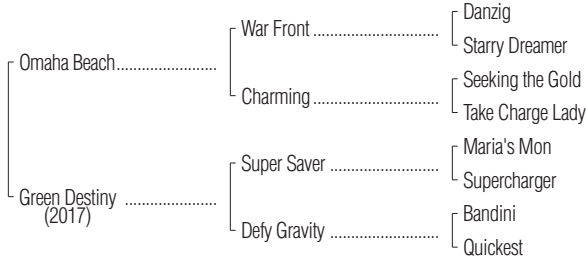 Danzig
War Front ........................
Starry Dreamer
Omaha Beach........................
Seeking the Gold
Charming ........................
Take Charge Lady
Maria's Mon
Super Saver ........................
Supercharger
Green Destiny ........................
(2017)
Bandini
Defy Gravity ........................
Quickest